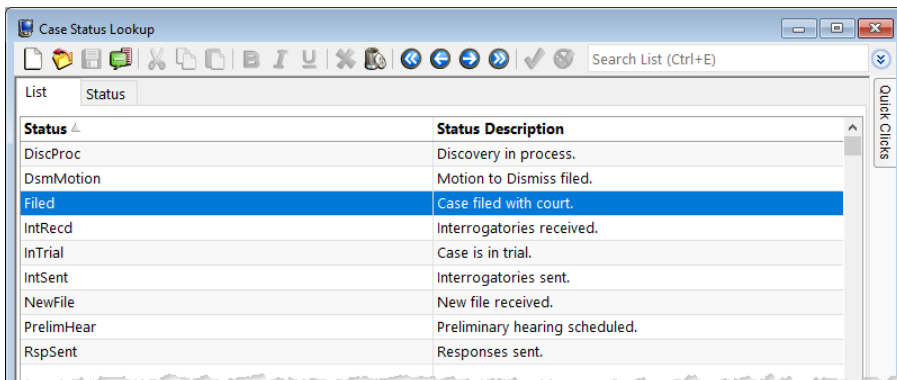 Case Status Lookup
B I U Search List (Ctrl+E)
List Status
Quick Clicks
Status Status Description
DiscProc Discovery in process.
DsmMotion Motion to Dismiss filed.
Filed Case filed with court.
IntRecd Interrogatories received.
InTrial Case is in trial.
IntSent Interrogatories sent.
NewFile New file received.
PrelimHear Preliminary hearing scheduled.
RspSent Responses sent.